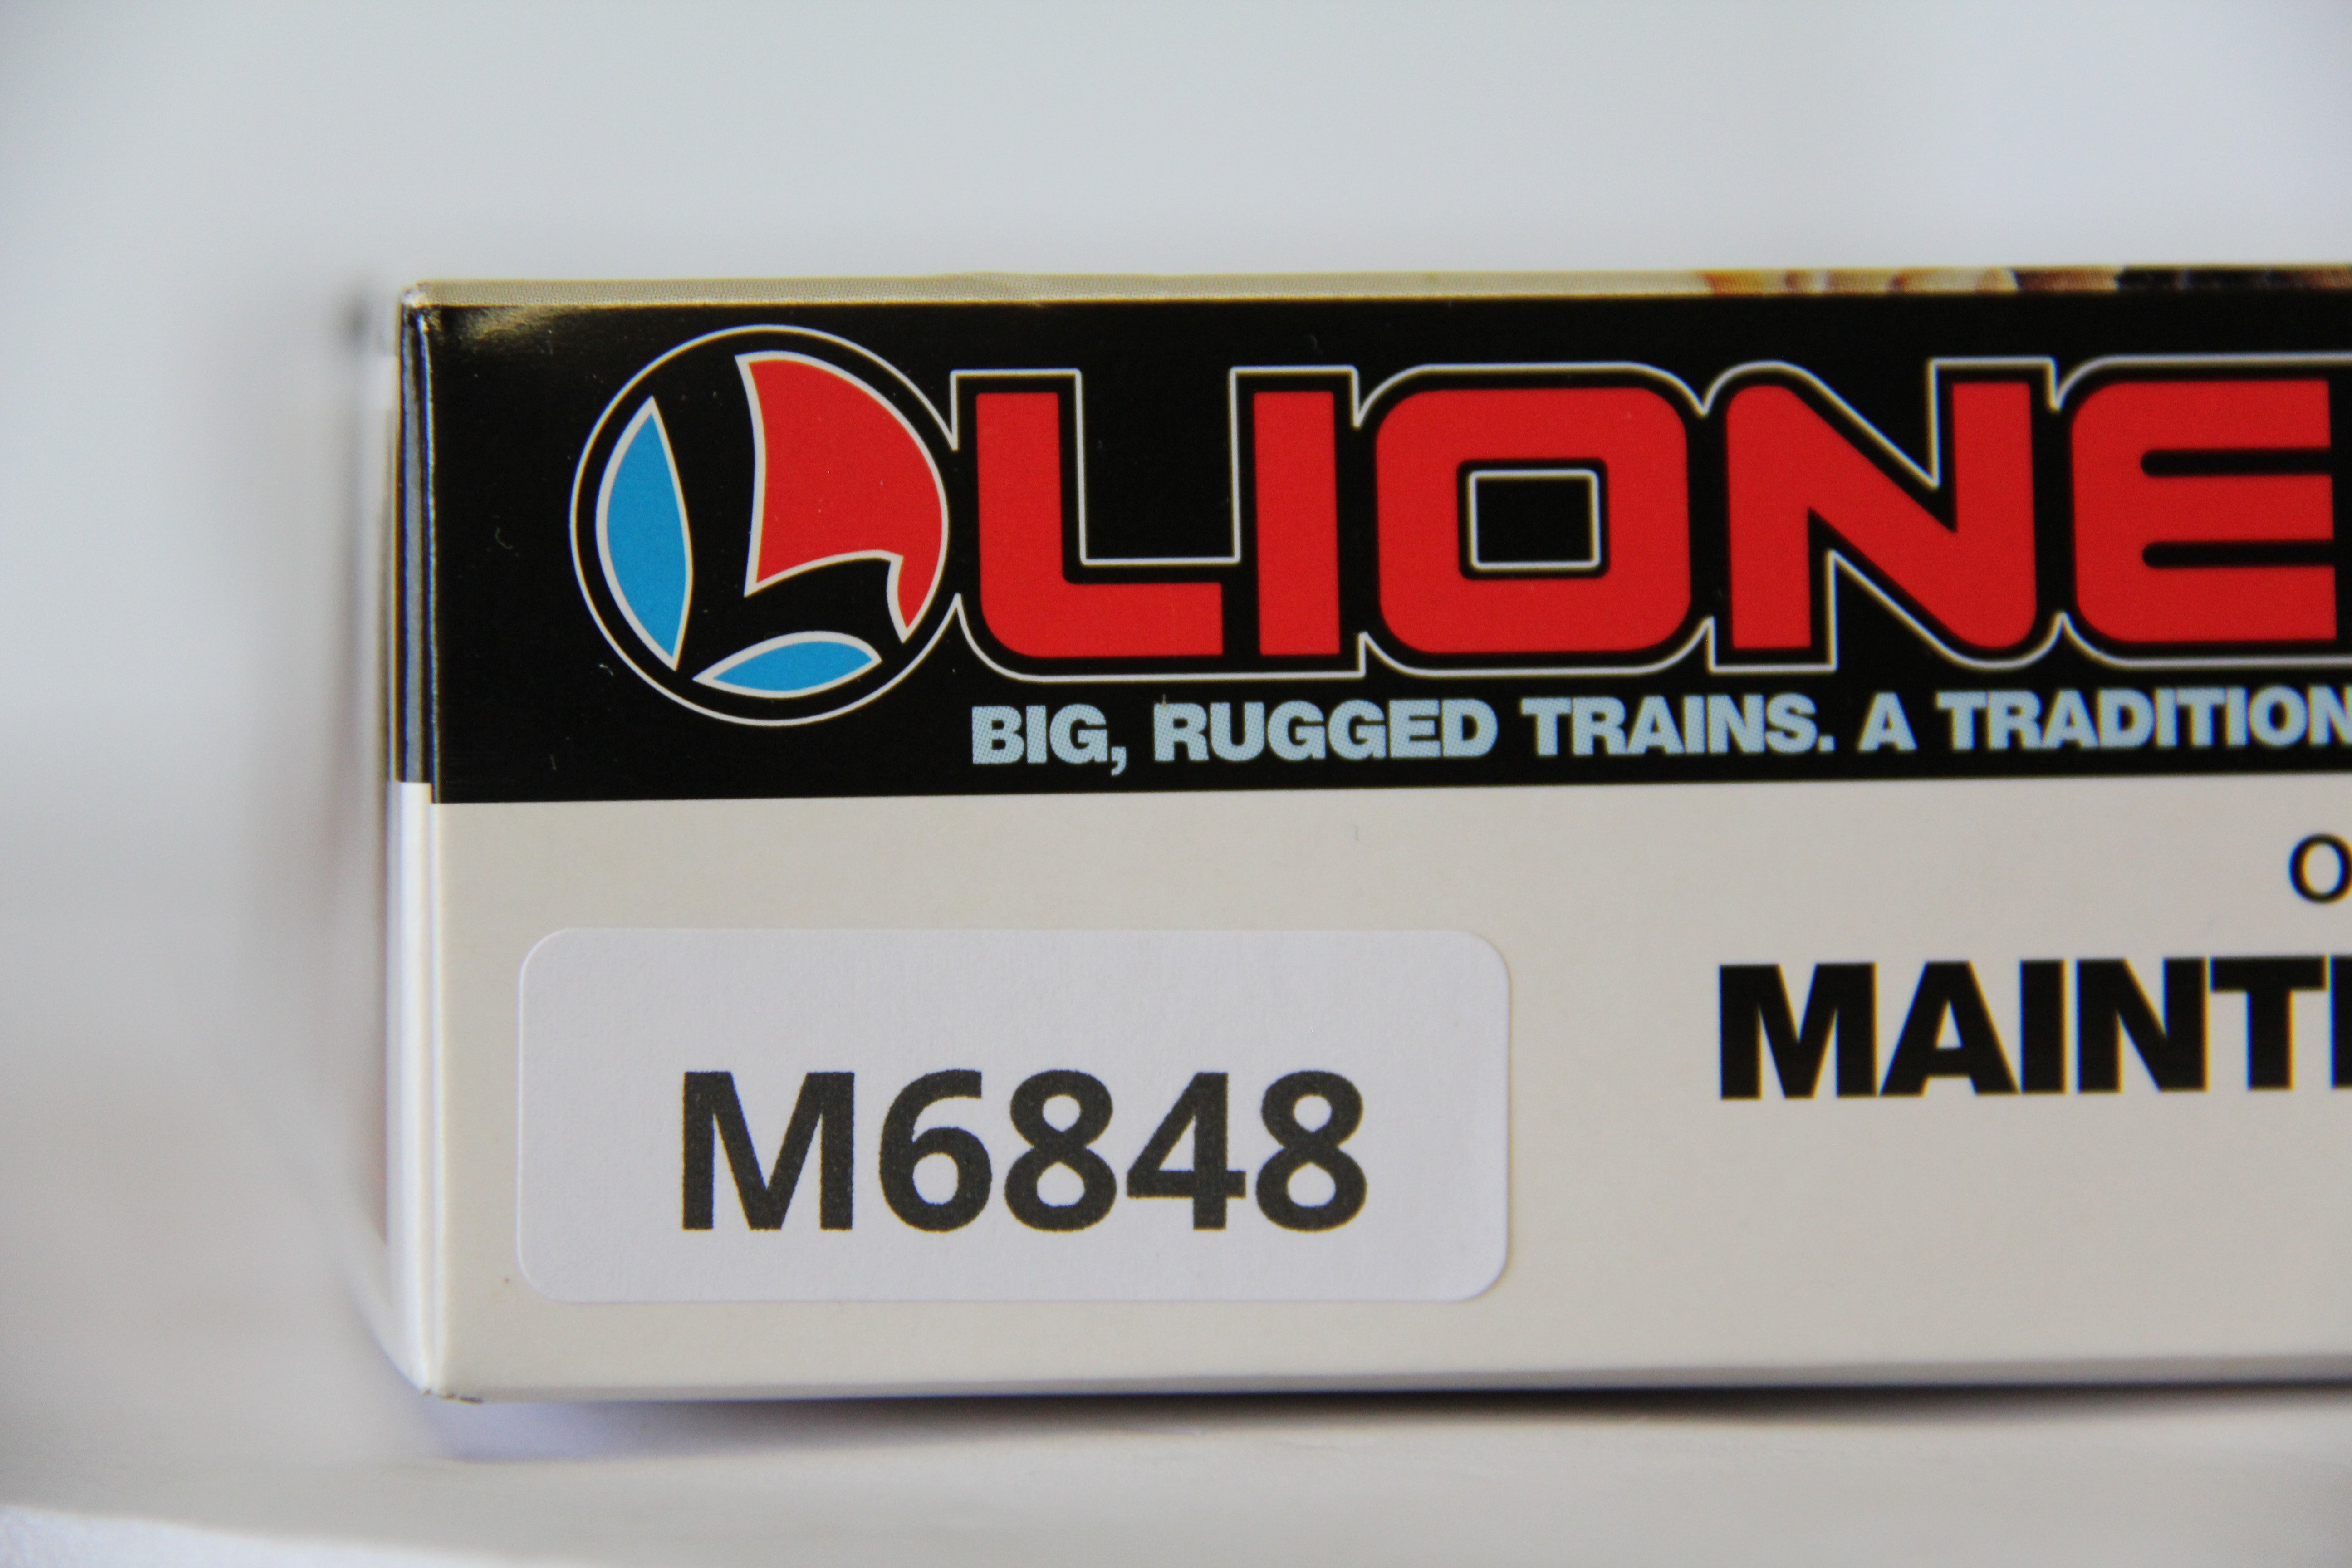 LIONE
BIG, RUGGED TRAINS. A TRADITION
O
MAINT
M6848